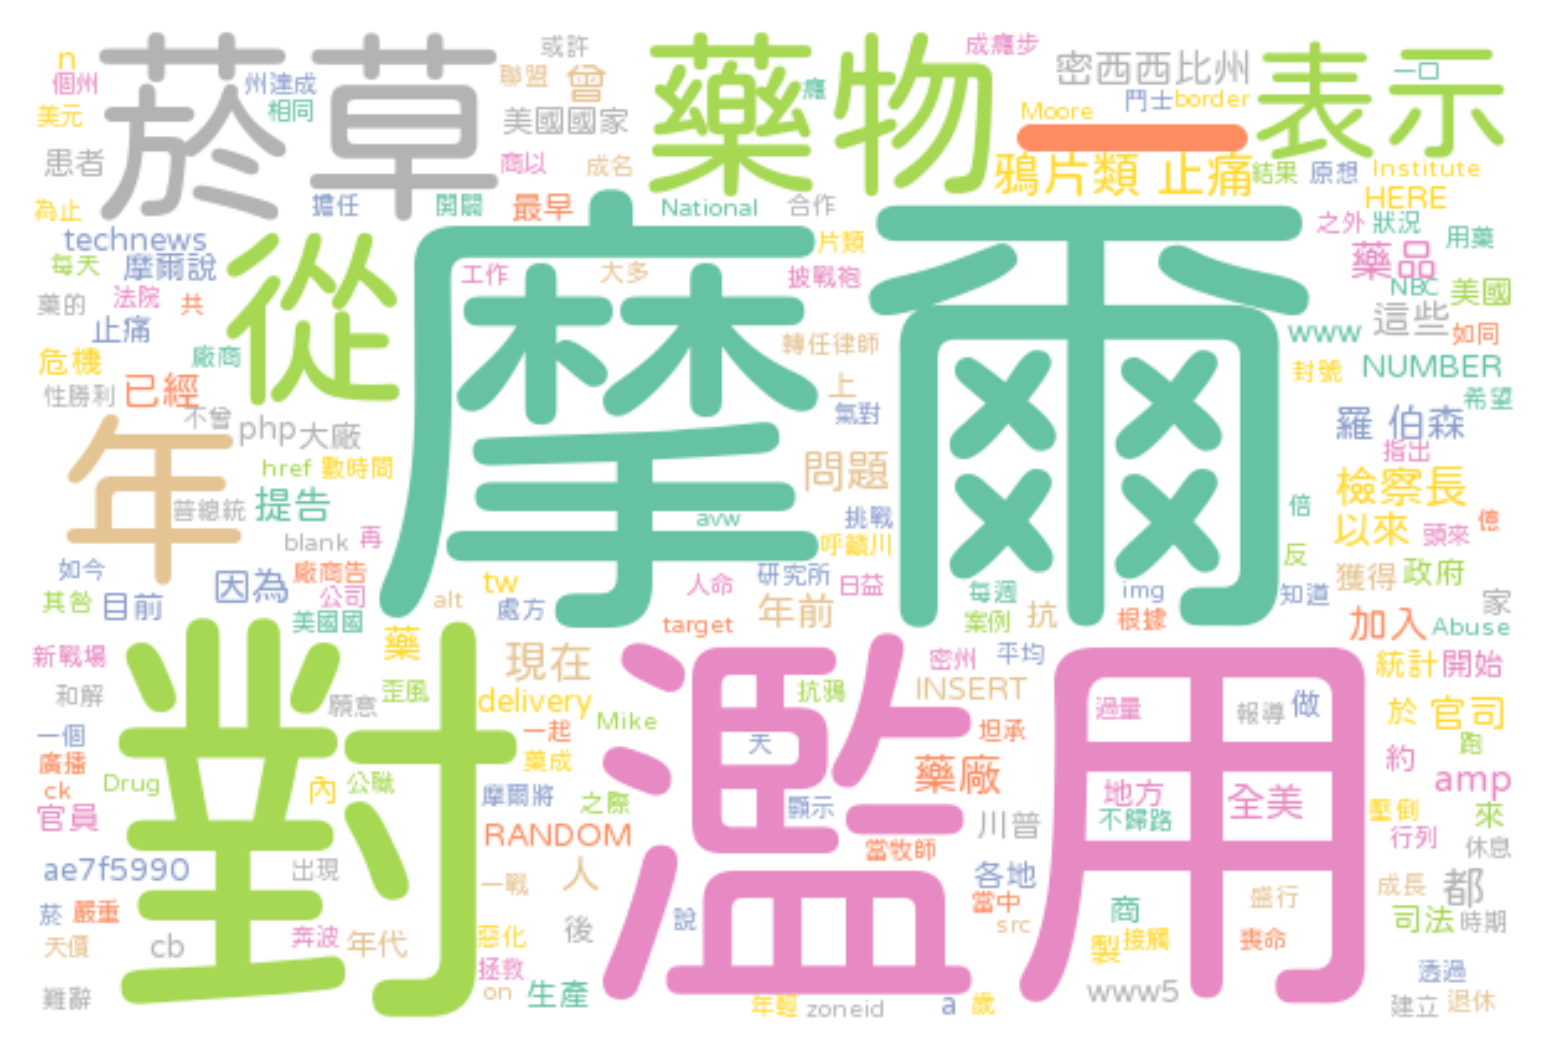 菸草
藥物
表示
從
摩爾
年
對
濫用
一
n
個州
美元
患者
為止
technews
每天
摩爾說
藥的
法院
共
止痛
危機
廠商
性勝利
已經
不曾
php
大廠
href
數時間
普總統
提告
blank
再
如今
其咎
目前
因為
廠商告
公司
美國國
州達成
相同
或許
聯盟
曾
美國國家
商以
成名
擔任
開闢
最早
National
合作
片類
工作
大多
披戰袍
癮
成癮步
密西西比州
Moore
鬥士
border
一口
鴉片類
止痛
結果
原想
Institute
HERE
之外
狀況
用藥
藥品
NBC
美國
www
這些
如同
封號
NUMBER
希望
羅
伯森
指出
檢察長
以來
頭來
億
倍
反
獲得
政府
知道
家
加入
Abuse
轉任律師
上
氣對
問題
挑戰
avw
呼籲川
研究所
日益
人命
年前
target
tw
處方
alt
每週
案例
抗
img
根據
新戰場
和解
願意
歪風
藥
現在
delivery
一起
Mike
藥成
一個
廣播
ck
Drug
官員
內
公職
摩爾將
之際
RANDOM
ae7f5990
出現
一戰
人
菸
嚴重
天價
cb
奔波
年代
惡化
後
拯救
on
生產
難辭
密州
平均
INSERT
抗鴉
坦承
天
藥廠
顯示
川普
當牧師
各地
當中
src
說
年輕
zoneid
a
歲
過量
報導
做
地方
不歸路
全美
商
盛行
製
接觸
喪命
www5
統計
開始
於
官司
跑
約
amp
壓倒
來
行列
休息
成長
都
司法
時期
透過
建立
退休